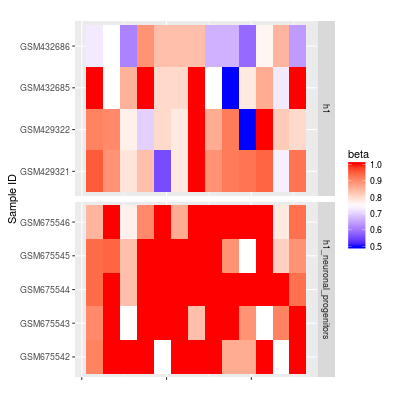 GSM432686
GSM432685
GSM429322
GSM429321
h1
GSM675546
GSM675545
GSM675544
GSM675543
GSM675542
h1_neuronal_progenitors
Sample ID
beta
1.0
0.9
0.8
0.7
0.6
0.5